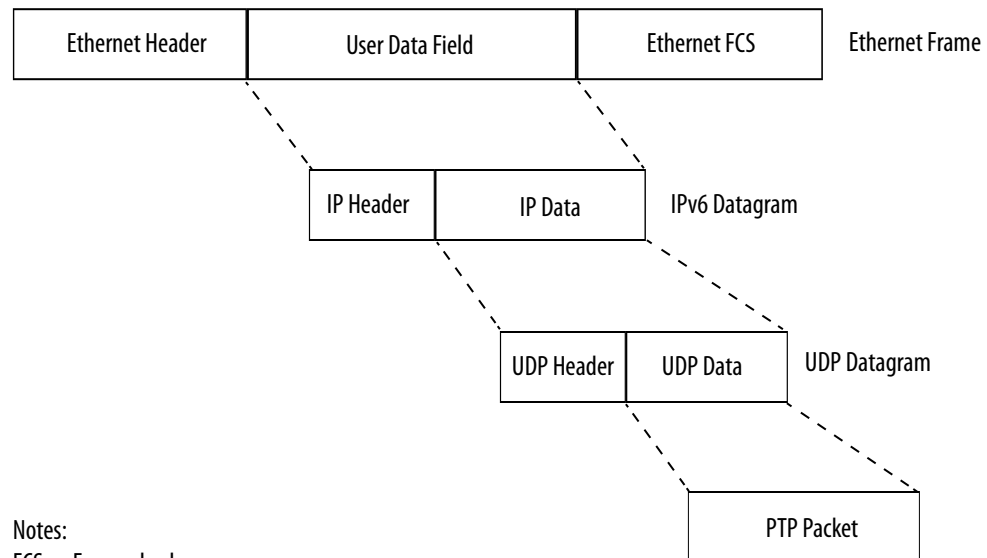 Ethernet Header User Data Field Ethernet FCS Ethernet Frame
IP Header IP Data IPv6 Datagram
UDP Header UDP Data UDP Datagram
PTP Packet
Notes: